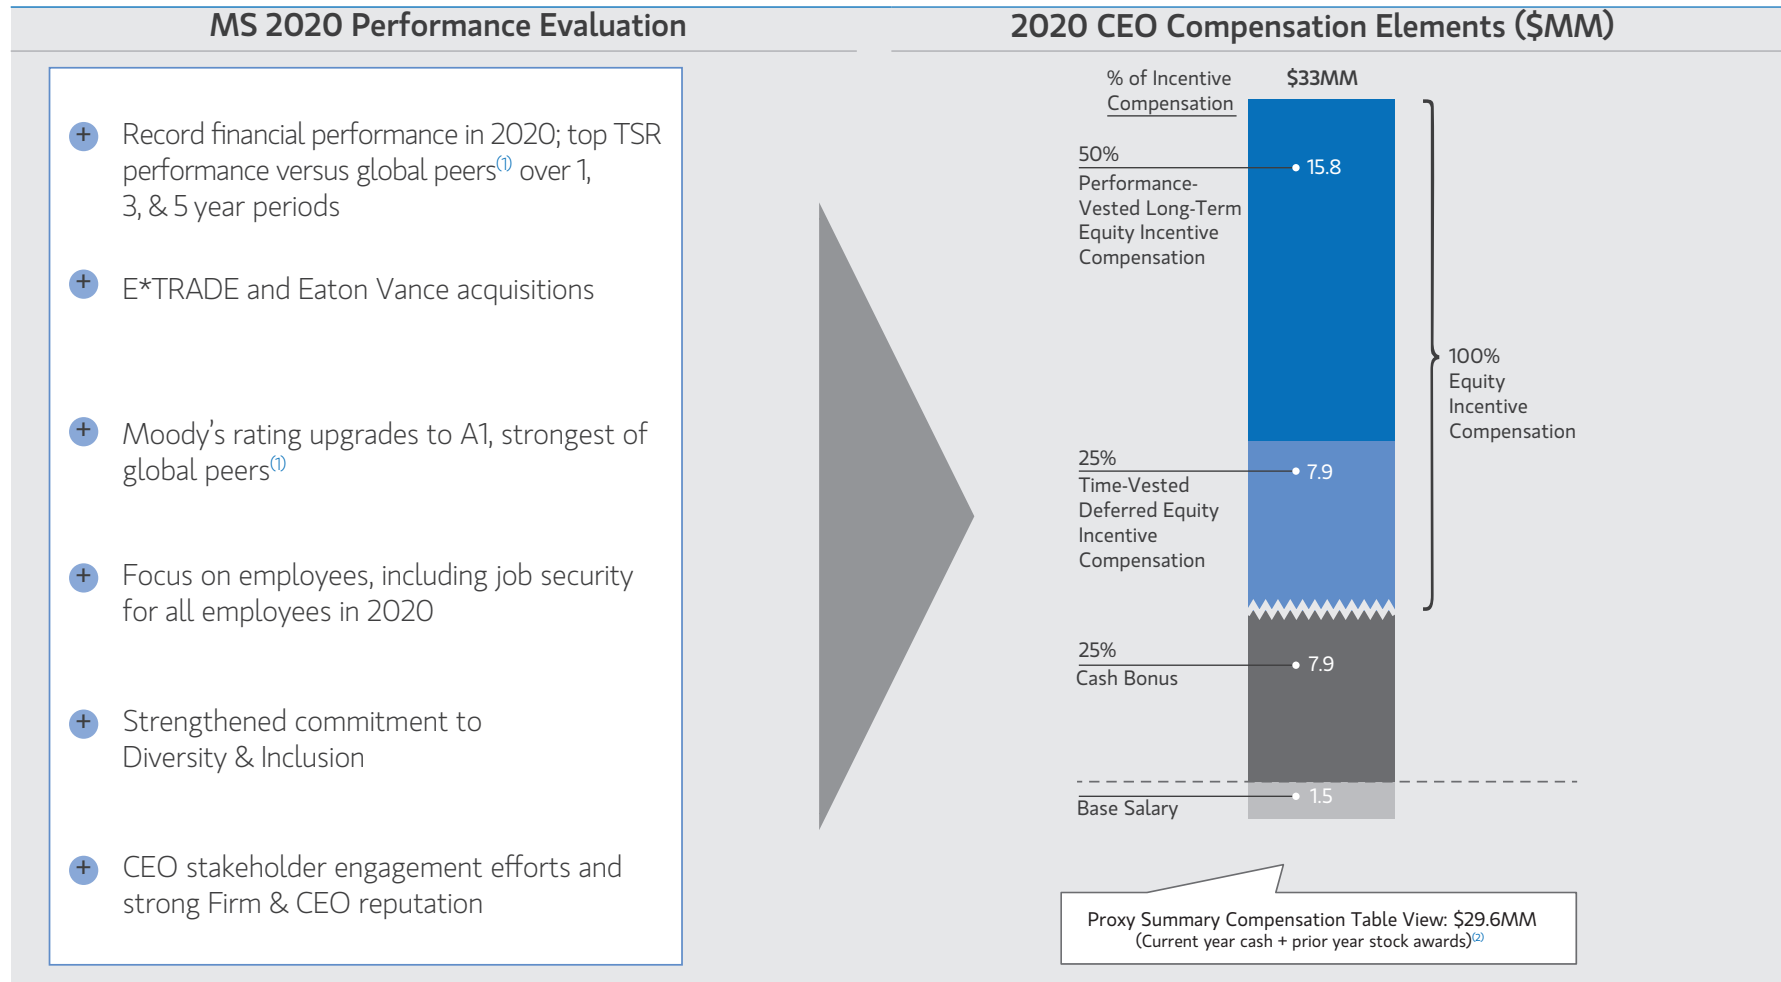 MS 2020 Performance Evaluation
+ Record financial performance in 2020; top TSR
performance versus global peers(1) over 1,
3, & 5 year periods
+ E*TRADE and Eaton Vance acquisitions
+ Moody's rating upgrades to A1, strongest of
global peers(1)
+ Focus on employees, including job security
for all employees in 2020
+ Strengthened commitment to
Diversity & Inclusion
+ CEO stakeholder engagement efforts and
strong Firm & CEO reputation
2020 CEO Compensation Elements ($MM)
% of Incentive
Compensation
$33MM
50%
Performance-
Vested Long-Term
Equity Incentive
Compensation
15.8
25%
Time-Vested
Deferred Equity
Incentive
Compensation
7.9
100%
Equity
Incentive
Compensation
25%
Cash Bonus
7.9
Base Salary
1.5
Proxy Summary Compensation Table View: $29.6MM
(Current year cash + prior year stock awards)(2)